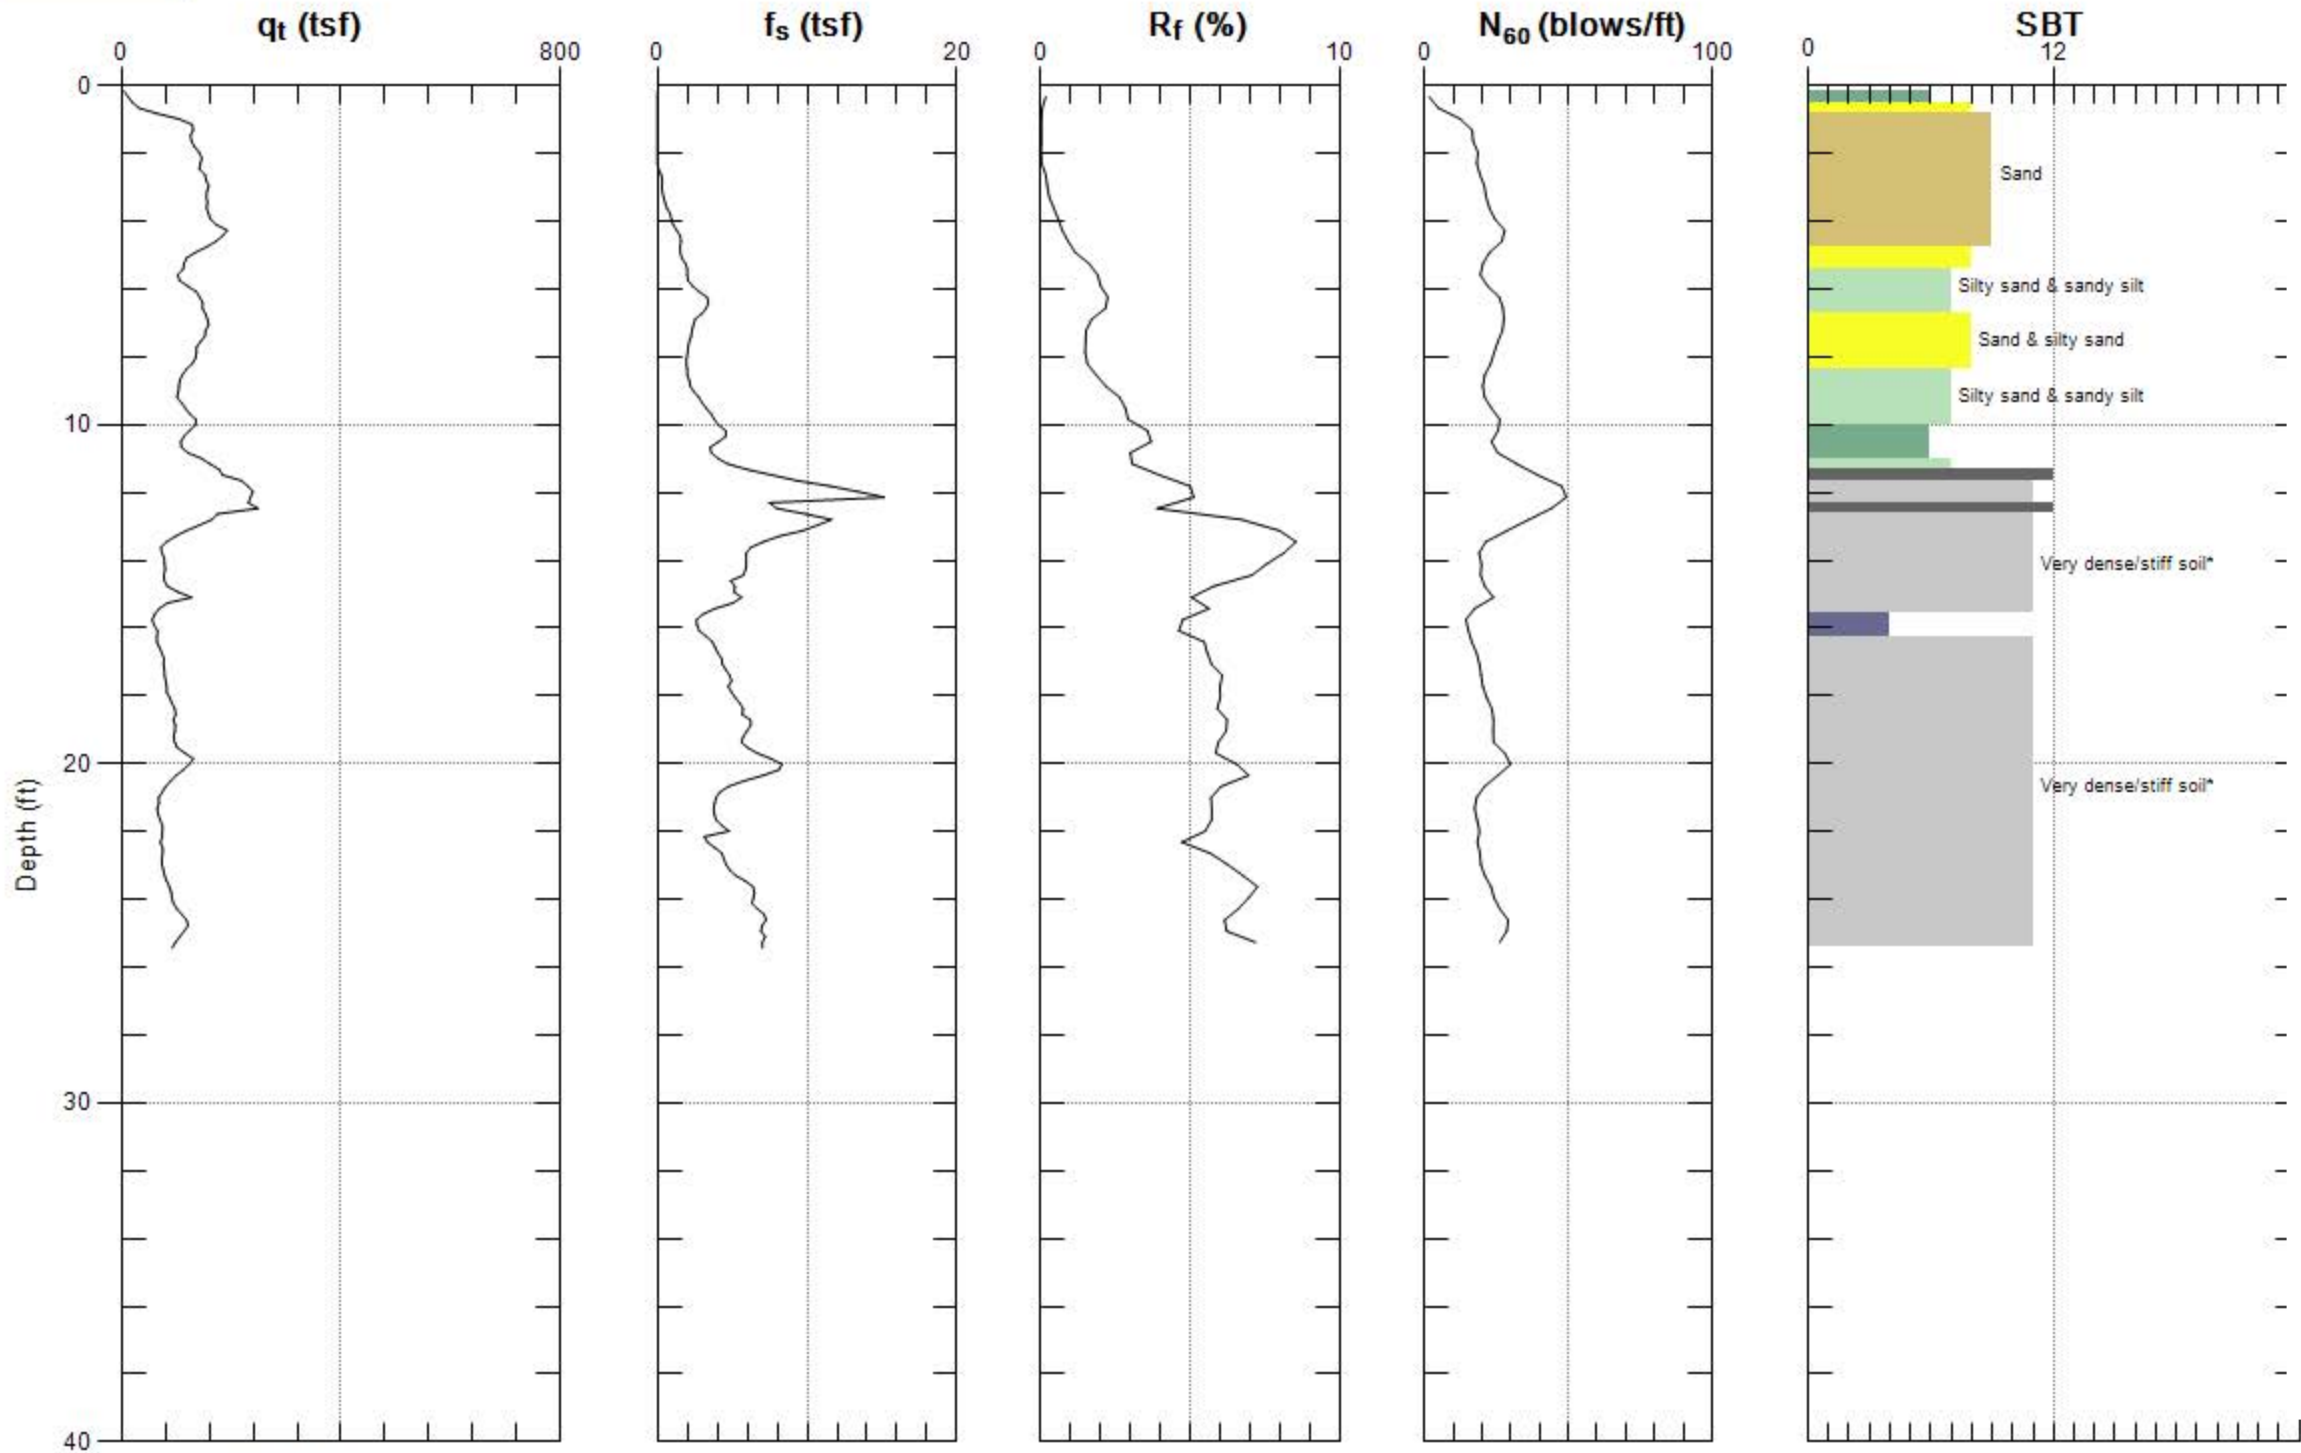 qt (tsf) fs (tsf) Rf (%) N60 (blows/ft) SBT
0 800 0 20 0 10 0 100 0 12
0
Sand
Silty sand & sandy silt
Sand & silty sand
Silty sand & sandy silt
10
Very dense/stiff soil*
20
Very dense/stiff soil*
Depth (ft)
30
40